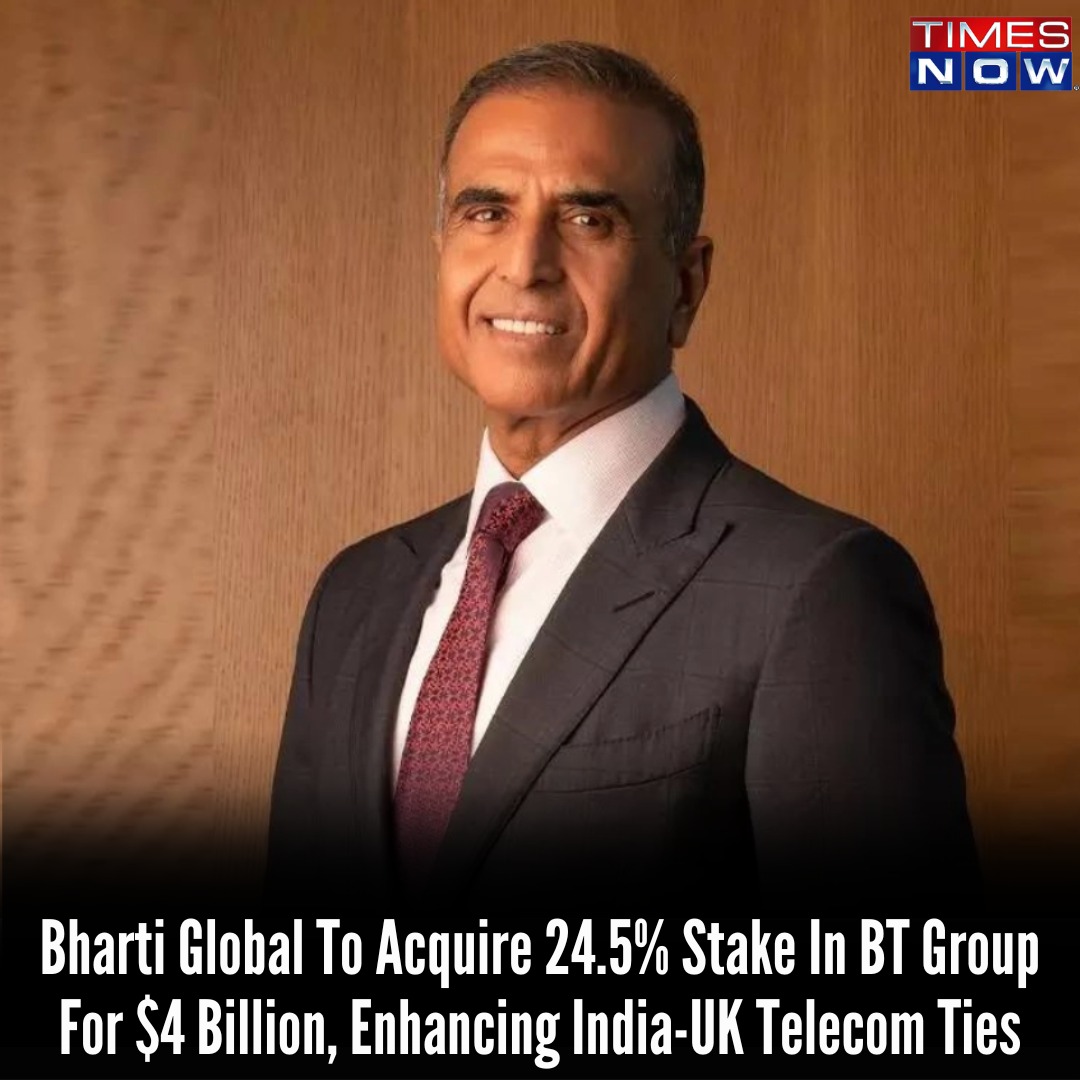 TIMES
NOW
Bharti Global To Acquire 24.5% Stake In BT Group
For $4 Billion, Enhancing India-UK Telecom Ties